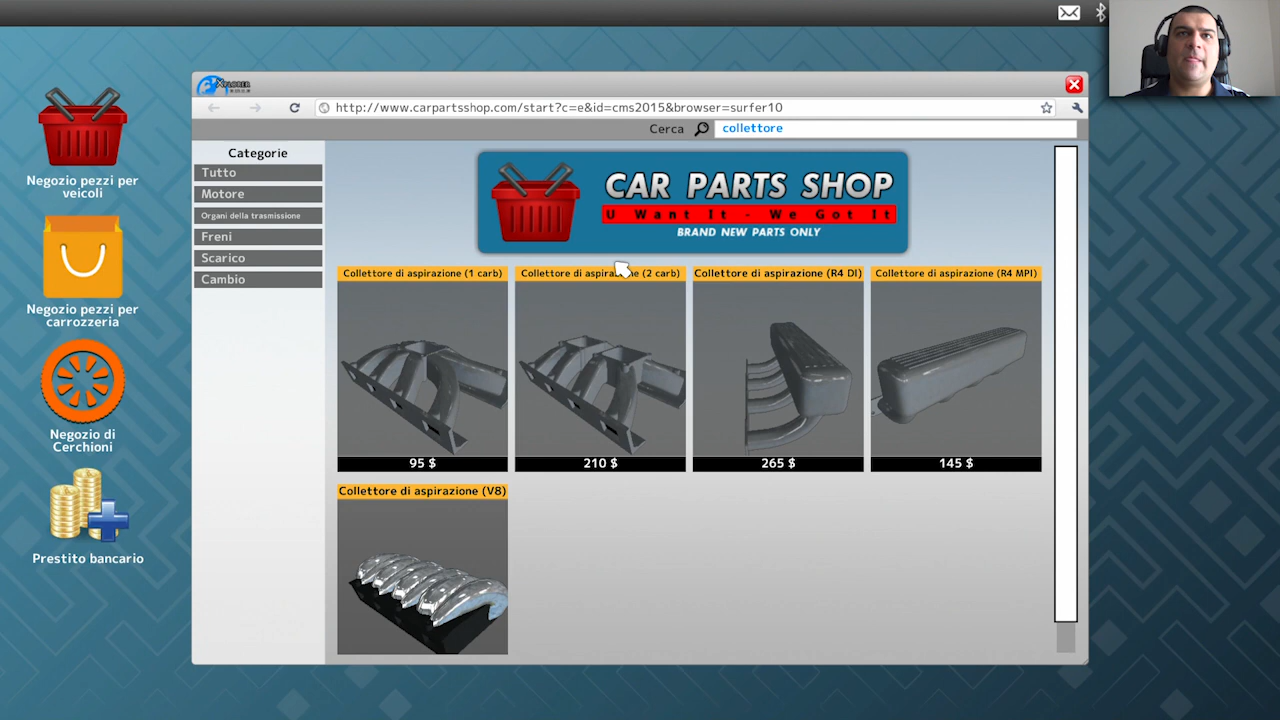 XPLORER
http://www.carpartsshop.com/start?c=e&id=cms2015&browser=surfer10
Cerca
collettore
Categorie
Tutto
Motore
Organi della trasmissione
Freni
Scarico
Cambio
CAR PARTS SHOP
U Want It - We Got It
BRAND NEW PARTS ONLY
Collettore di aspirazione (1 carb)
95 $
Collettore di aspirazione (2 carb)
210 $
Collettore di aspirazione (R4 DI)
265 $
Collettore di aspirazione (R4 MPI)
145 $
Collettore di aspirazione (V8)
Negozio pezzi per
veicoli
Negozio pezzi per
carrozzeria
Negozio di
Cerchioni
Prestito bancario